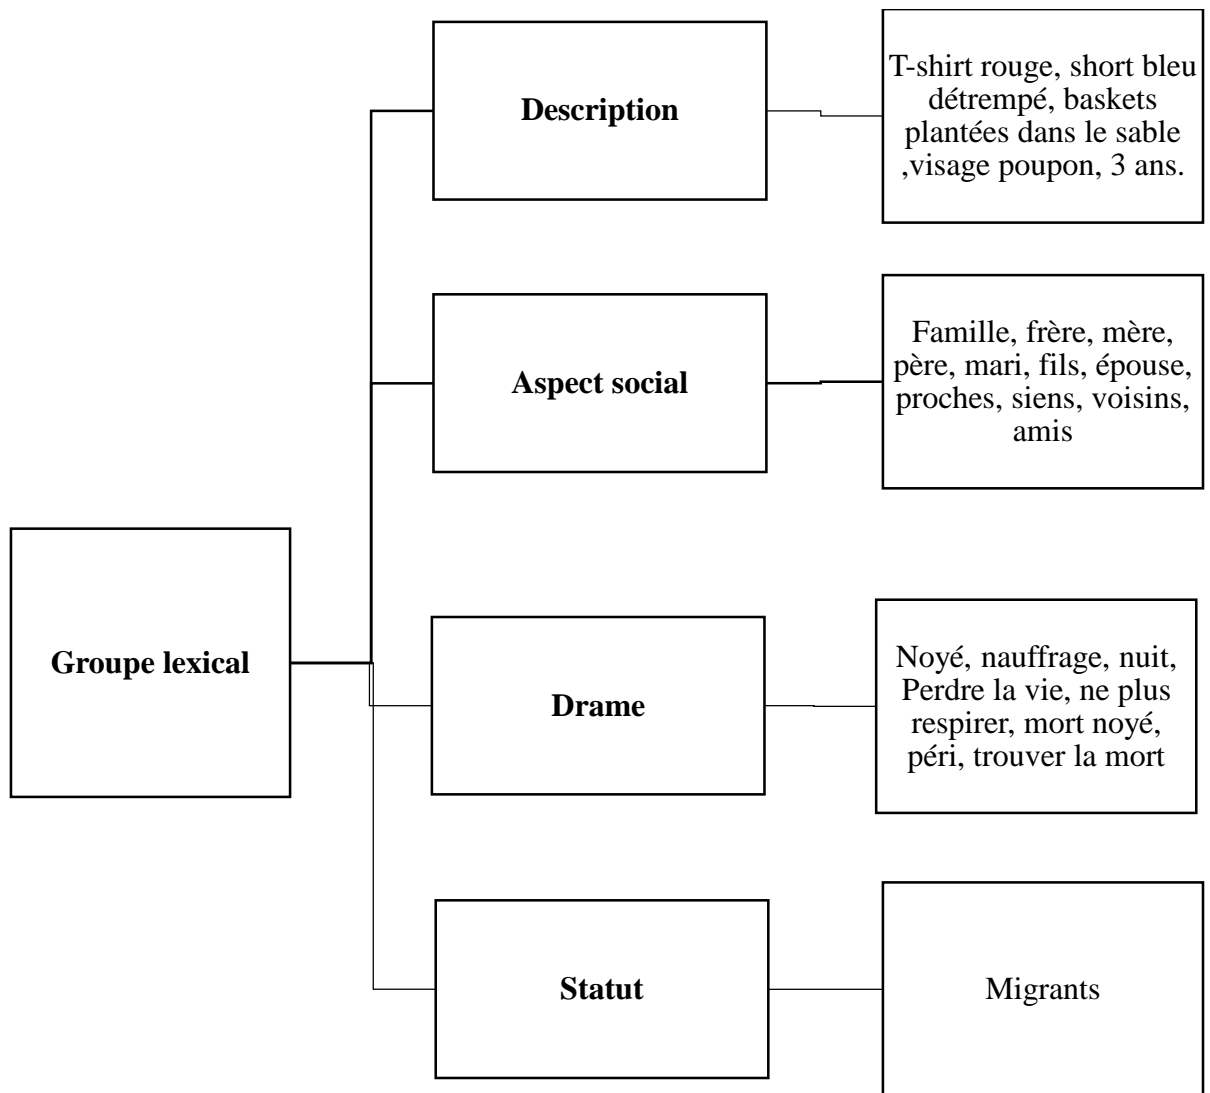 Description
T-shirt rouge, short bleu
détrempé, baskets
plantées dans le sable
,visage poupon, 3 ans.
Aspect social
Famille, frère, mère,
père, mari, fils, épouse,
proches, siens, voisins,
amis
Groupe lexical
Drame
Noyé, nauffrage, nuit,
Perdre la vie, ne plus
respirer, mort noyé,
péri, trouver la mort
Statut
Migrants